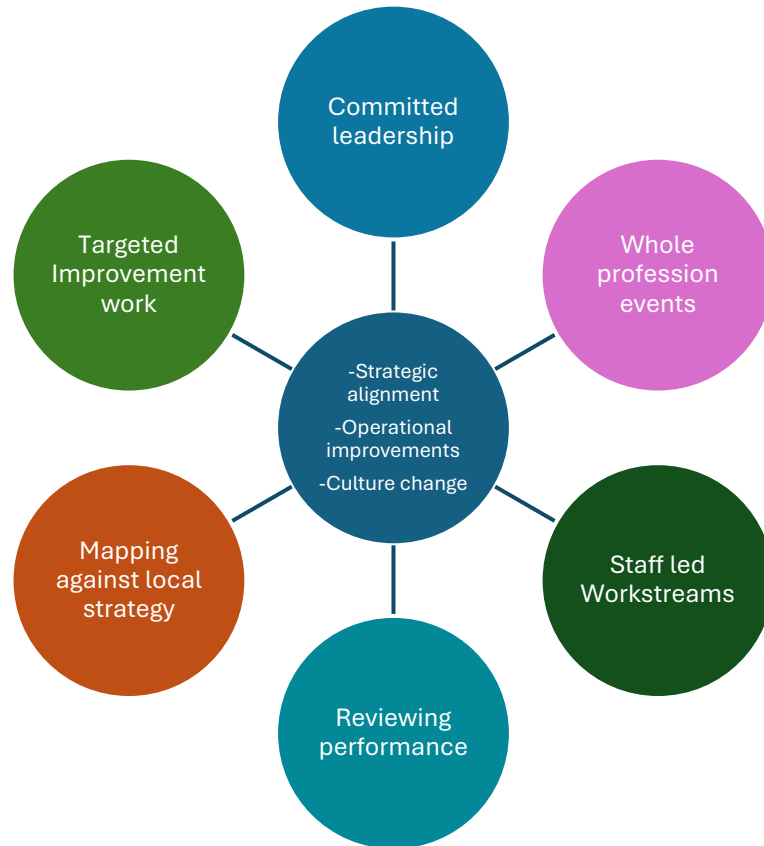 Committed
leadership
Whole
profession
events
Staff led
Workstreams
Reviewing
performance
Mapping
against local
strategy
Targeted
Improvement
work
-Strategic
alignment
-Operational
improvements
-Culture change